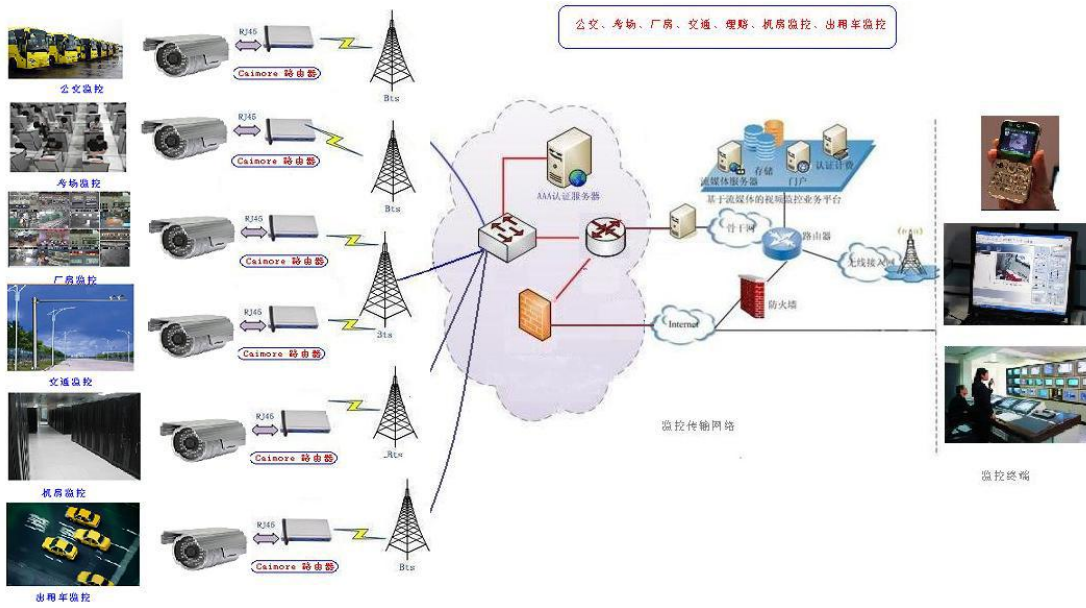 公交、考场、厂房、交通、理赔、机房监控、出租车监控
RJ45
Caimore 路由器
Bts
公交监控
RJ45
Caimore 路由器
Bts
考场监控
RJ45
Caimore 路由器
Bts
厂房监控
RJ45
Caimore 路由器
交通监控
RJ45
Caimore 路由器
Bts
机房监控
RJ45
Caimore 路由器
Bts
出租车监控
AAA认证服务器
流媒体服务器
存储
门户
认证计费
基于流媒体的视频监控业务平台
骨干网
路由器
无线接入网
防火墙
Internet
监控传输网络
监控终端